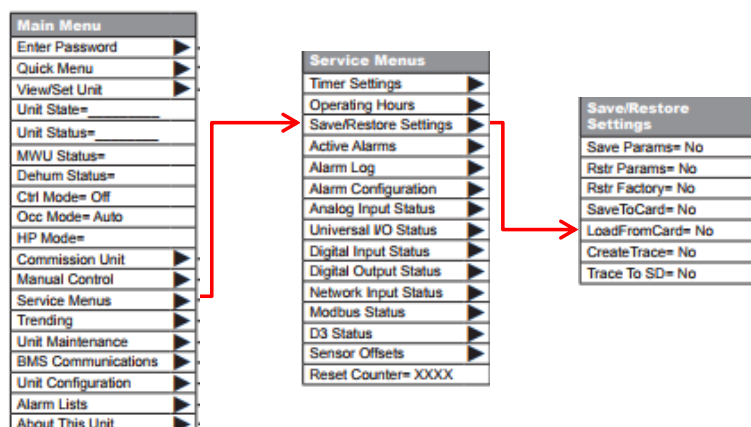 Main Menu
Enter Password
Quick Menu
View/Set Unit
Unit State=_________
Unit Status=________
MWU Status=
Dehum Status=
Ctrl Mode= Off
Occ Mode= Auto
HP Mode=
Commission Unit
Manual Control
Service Menus
Trending
Unit Maintenance
BMS Communications
Unit Configuration
Alarm Lists
About This Unit
Service Menus
Timer Settings
Operating Hours
Save/Restore Settings
Active Alarms
Alarm Log
Alarm Configuration
Analog Input Status
Universal I/O Status
Digital Input Status
Digital Output Status
Network Input Status
Modbus Status
D3 Status
Sensor Offsets
Reset Counter= XXXX
Save/Restore
Settings
Save Params= No
Rstr Params= No
Rstr Factory= No
SaveToCard= No
LoadFromCard= No
CreateTrace= No
Trace To SD= No